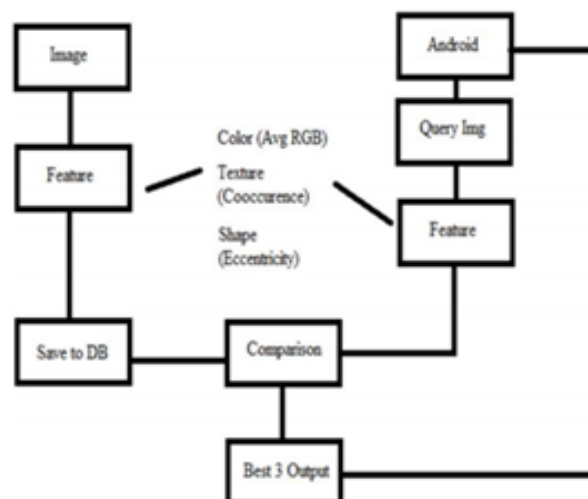 Image
Android
Query Img
Color (Avg RGB)
Texture
(Cooccurence)
Shape
(Eccentricity)
Feature
Feature
Save to DB
Comparison
Best 3 Output